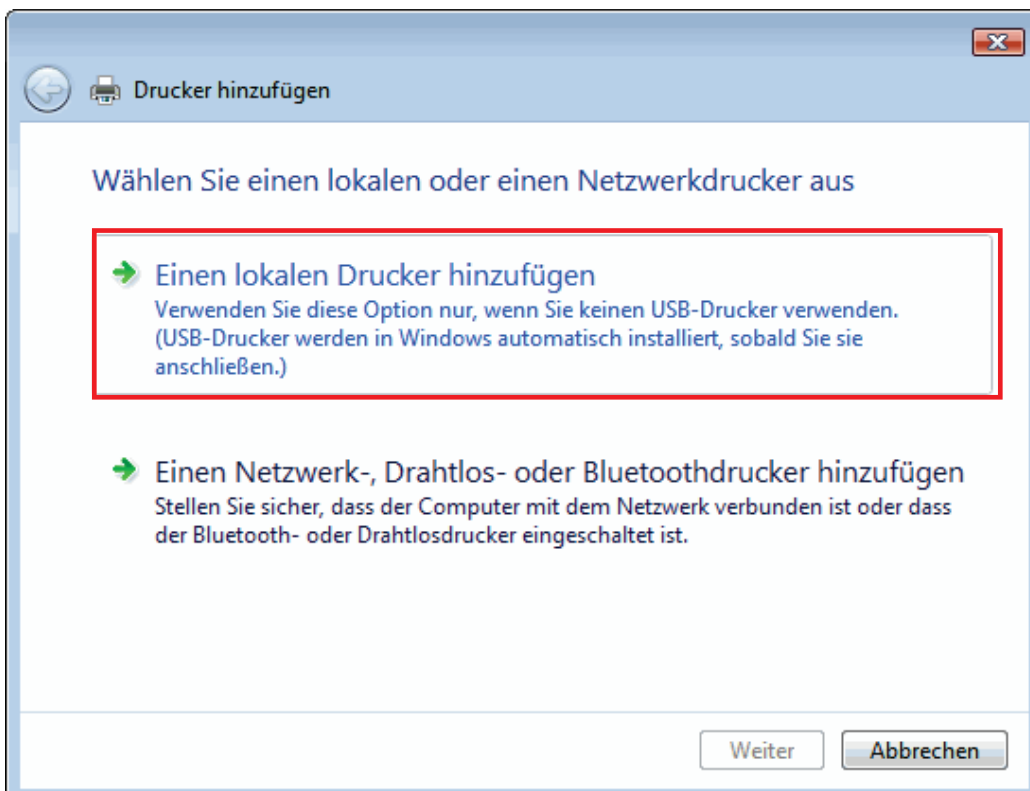 Drucker hinzufügen
Wählen Sie einen lokalen oder einen Netzwerkdrucker aus
Einen lokalen Drucker hinzufügen
Verwenden Sie diese Option nur, wenn Sie keinen USB-Drucker verwenden.
(USB-Drucker werden in Windows automatisch installiert, sobald Sie sie
anschließen.)
Einen Netzwerk-, Drahtlos- oder Bluetoothdrucker hinzufügen
Stellen Sie sicher, dass der Computer mit dem Netzwerk verbunden ist oder dass
der Bluetooth- oder Drahtlosdrucker eingeschaltet ist.
Weiter Abbrechen